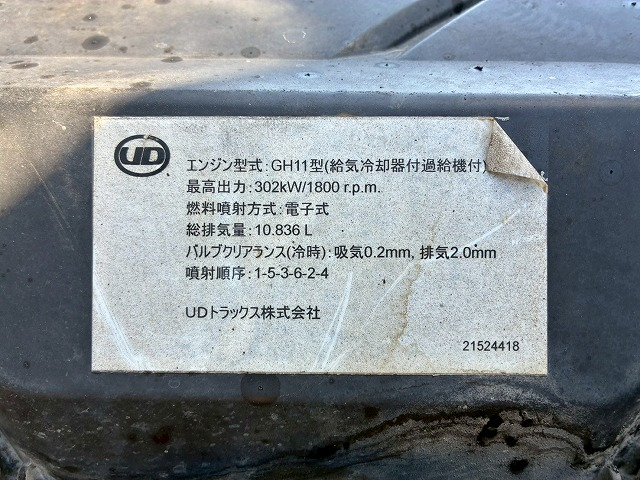 UD
エンジン型式:GH11型(給気冷却器付過給機付)
最高出力:302kW/1800 r.p.m.
燃料噴射方式:電子式
総排気量:10.836 L
バルブクリアランス(冷時):吸気0.2mm, 排気2.0mm
噴射順序:1-5-3-6-2-4
UDトラックス株式会社
21524418